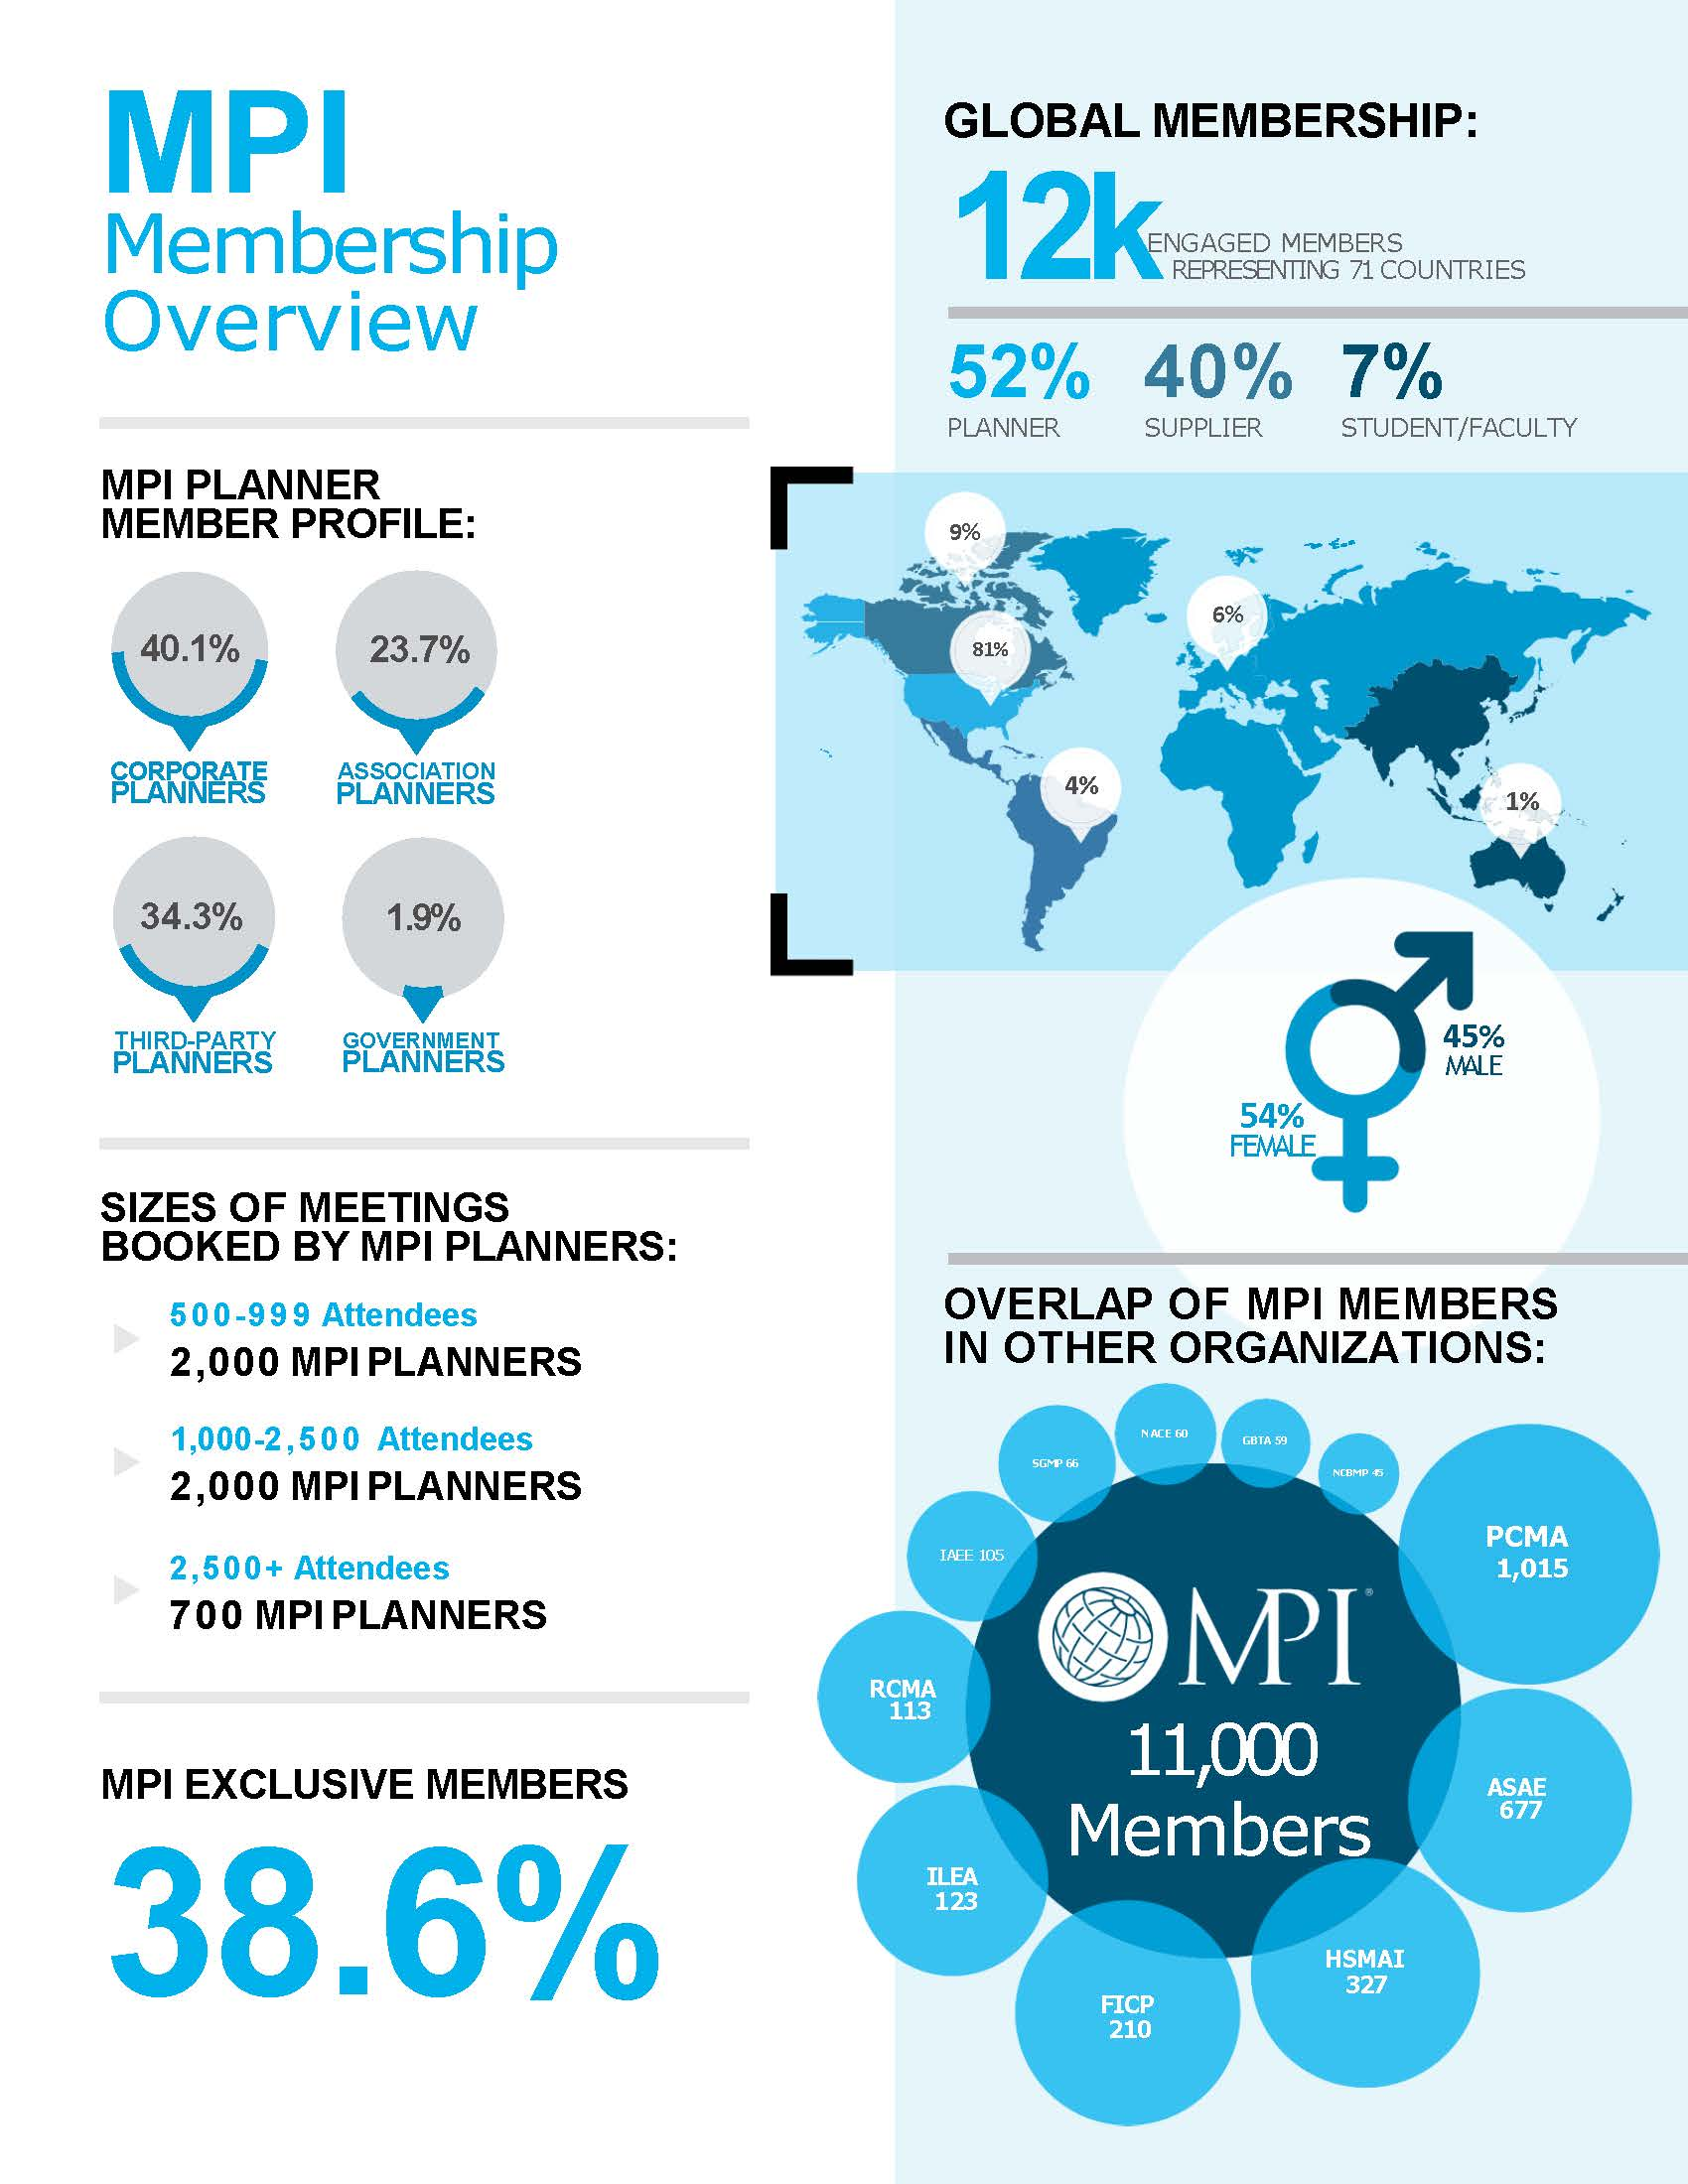 MPI
Membership
Overview
MPI PLANNER
MEMBER PROFILE:
40.1%
CORPORATE
PLANNERS
23.7%
ASSOCIATION
PLANNERS
34.3%
THIRD-PARTY
PLANNERS
1.9%
GOVERNMENT
PLANNERS
SIZES OF MEETINGS
BOOKED BY MPI PLANNERS:
500-999 Attendees
2,000 MPI PLANNERS
1,000-2,500 Attendees
2,000 MPI PLANNERS
2,500+ Attendees
700 MPI PLANNERS
MPI EXCLUSIVE MEMBERS
38.6%
GLOBAL MEMBERSHIP:
12k ENGAGED MEMBERS
REPRESENTING 71 COUNTRIES
52%
PLANNER
40%
SUPPLIER
7%
STUDENT/FACULTY
9%
81%
6%
4%
1%
45%
MALE
54%
FEMALE
OVERLAP OF MPI MEMBERS
IN OTHER ORGANIZATIONS:
NACE 60
GBTA 59
SGMP 66
NCBMP 45
PCMA
1,015
IAEE 105
MPI®
11,000
Members
RCMA
113
ASAE
677
ILEA
123
HSMAI
327
FICP
210